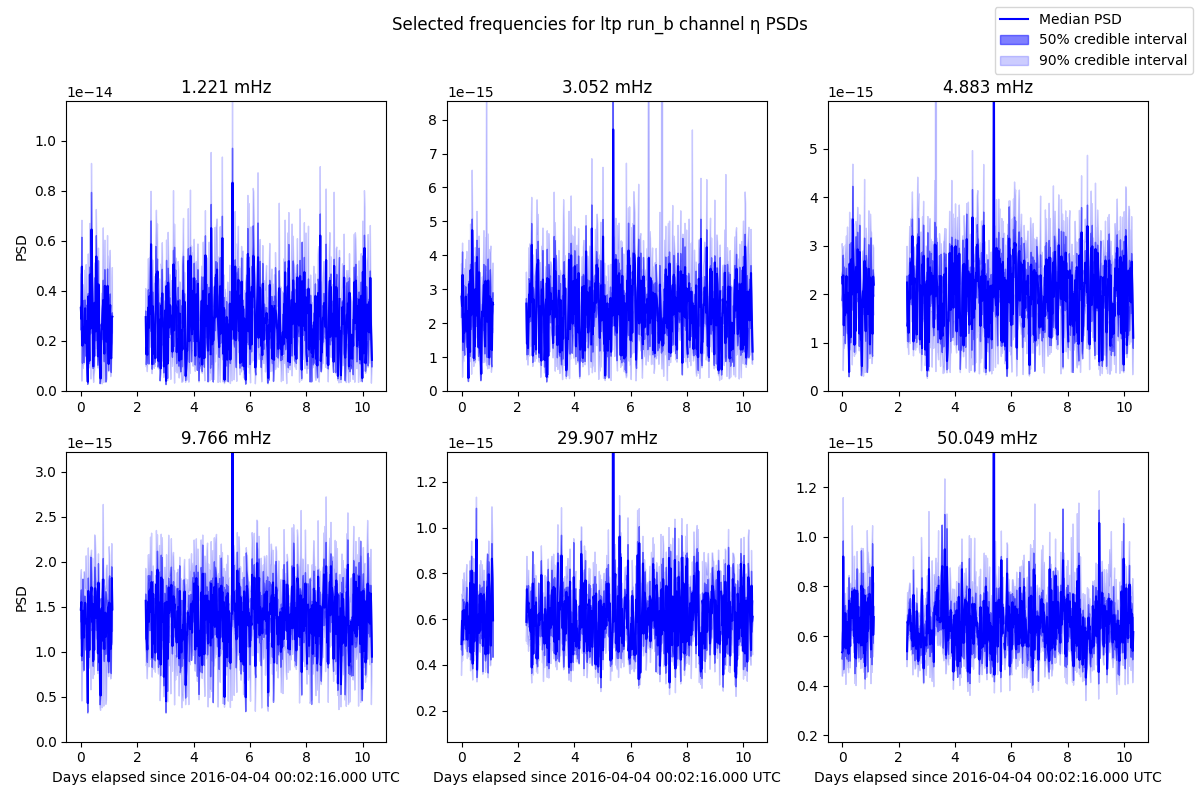 Selected frequencies for ltp run_b channel η PSDs
Median PSD
50% credible interval
90% credible interval
1.221 mHz
1e−14
PSD
1.0
0.8
0.6
0.4
0.2
0.0
0 2 4 6 8 10
3.052 mHz
1e−15
8
7
6
5
4
3
2
1
0
0 2 4 6 8 10
4.883 mHz
1e−15
5
4
3
2
1
0
0 2 4 6 8 10
9.766 mHz
1e−15
PSD
3.0
2.5
2.0
1.5
1.0
0.5
0.0
0 2 4 6 8 10
Days elapsed since 2016-04-04 00:02:16.000 UTC
29.907 mHz
1e−15
1.2
1.0
0.8
0.6
0.4
0.2
0 2 4 6 8 10
Days elapsed since 2016-04-04 00:02:16.000 UTC
50.049 mHz
1e−15
1.2
1.0
0.8
0.6
0.4
0.2
0 2 4 6 8 10
Days elapsed since 2016-04-04 00:02:16.000 UTC